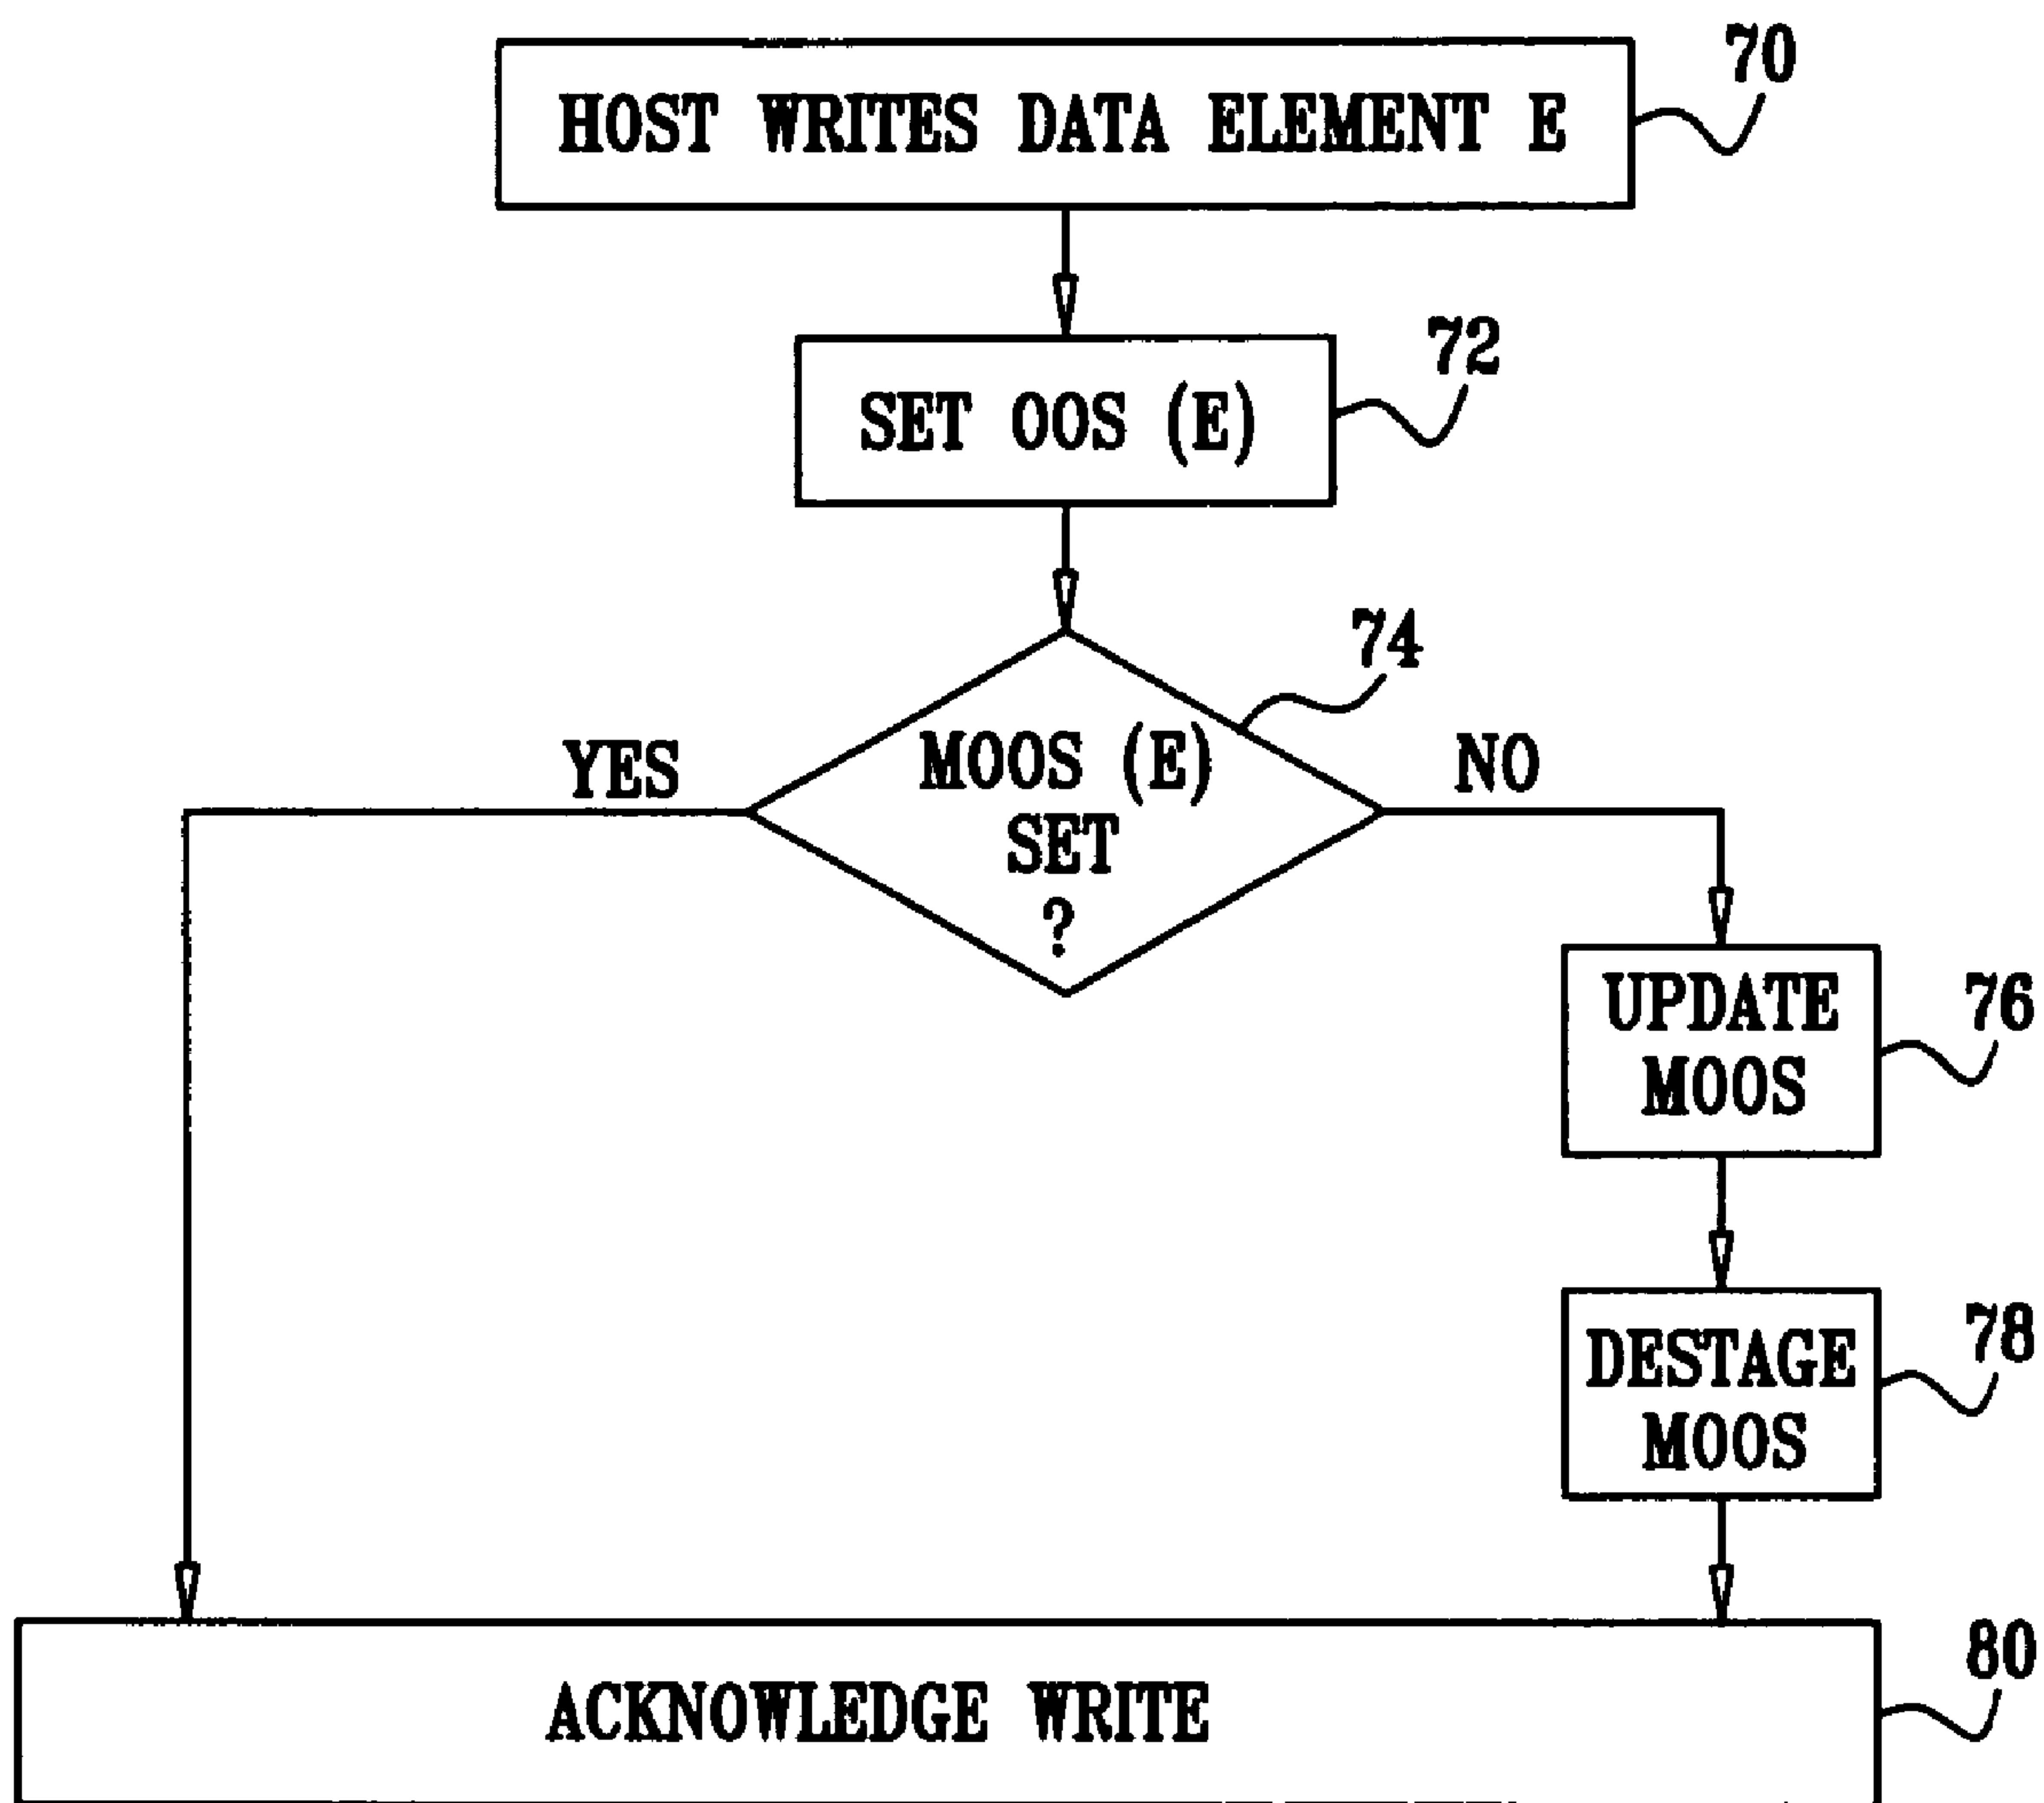 70
HOST WRITES DATA ELEMENT E
72
SET OOS (E)
74
YES
MOOS (E)
SET
?
NO
UPDATE
MOOS
76
DESTAGE
MOOS
78
80
ACKNOWLEDGE WRITE